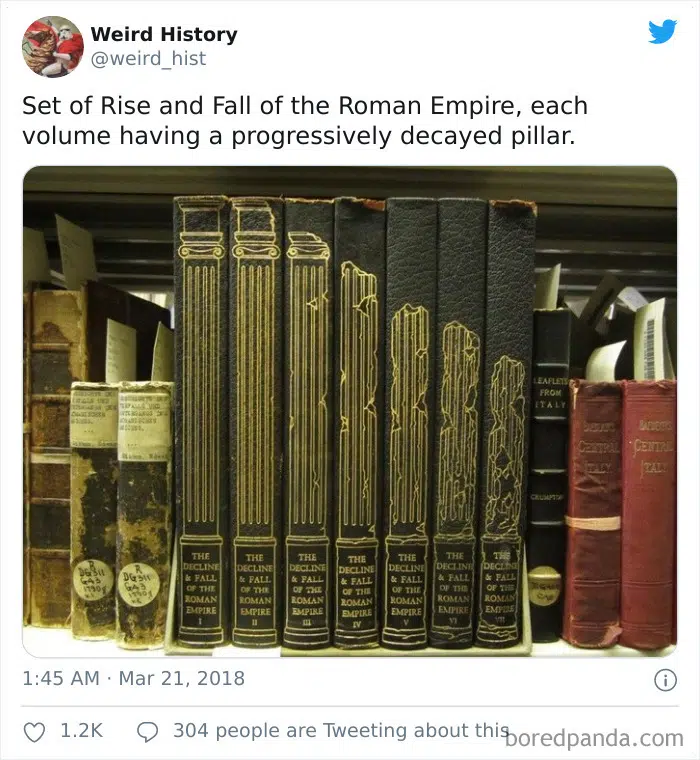 Weird History
@weird_hist
Set of Rise and Fall of the Roman Empire, each
volume having a progressively decayed pillar.
THE
DECLINE
& FALL
OF THE
ROMAN
EMPIRE
I
THE
DECLINE
& FALL
OF THE
ROMAN
EMPIRE
II
THE
DECLINE
& FALL
OF THE
ROMAN
EMPIRE
III
THE
DECLINE
& FALL
OF THE
ROMAN
EMPIRE
IV
THE
DECLINE
& FALL
OF THE
ROMAN
EMPIRE
V
THE
DECLINE
& FALL
OF THE
ROMAN
EMPIRE
VI
THE
DECLINE
& FALL
OF THE
ROMAN
EMPIRE
VII
LEAFLETS
FROM
ITALY
CENTRAL
ITALY
CENTRAL
ITALY
R
DG311
G43
R
DG311
G43
1:45 AM · Mar 21, 2018
1.2K
304 people are Tweeting about this
boredpanda.com